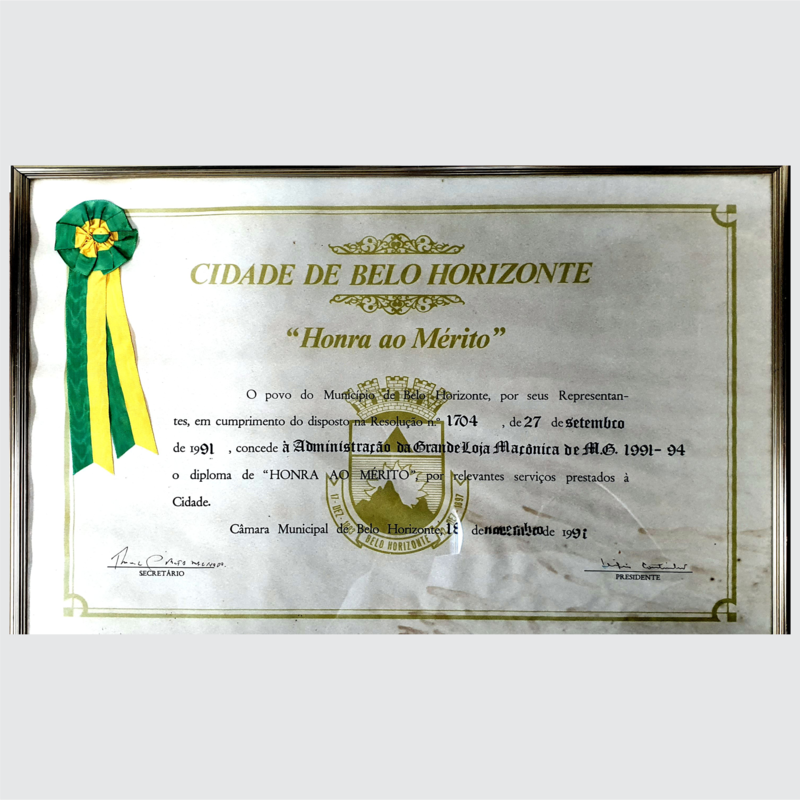 CIDADE DE BELO HORIZONTE
“Honra ao Mérito”
O povo do Município de Belo Horizonte, por seus Representan-
tes, em cumprimento do disposto na Resolução n.º 1704 , de 27 de setembro
de 1991 , concede à Administração da Grande Loja Maçônica de M.G. 1991-94
o diploma de “HONRA AO MÉRITO”, por relevantes serviços prestados à
Cidade.
Câmara Municipal de Belo Horizonte, 18 de novembro de 1991
SECRETÁRIO
PRESIDENTE
17-DEZ-
BELO HORIZONTE